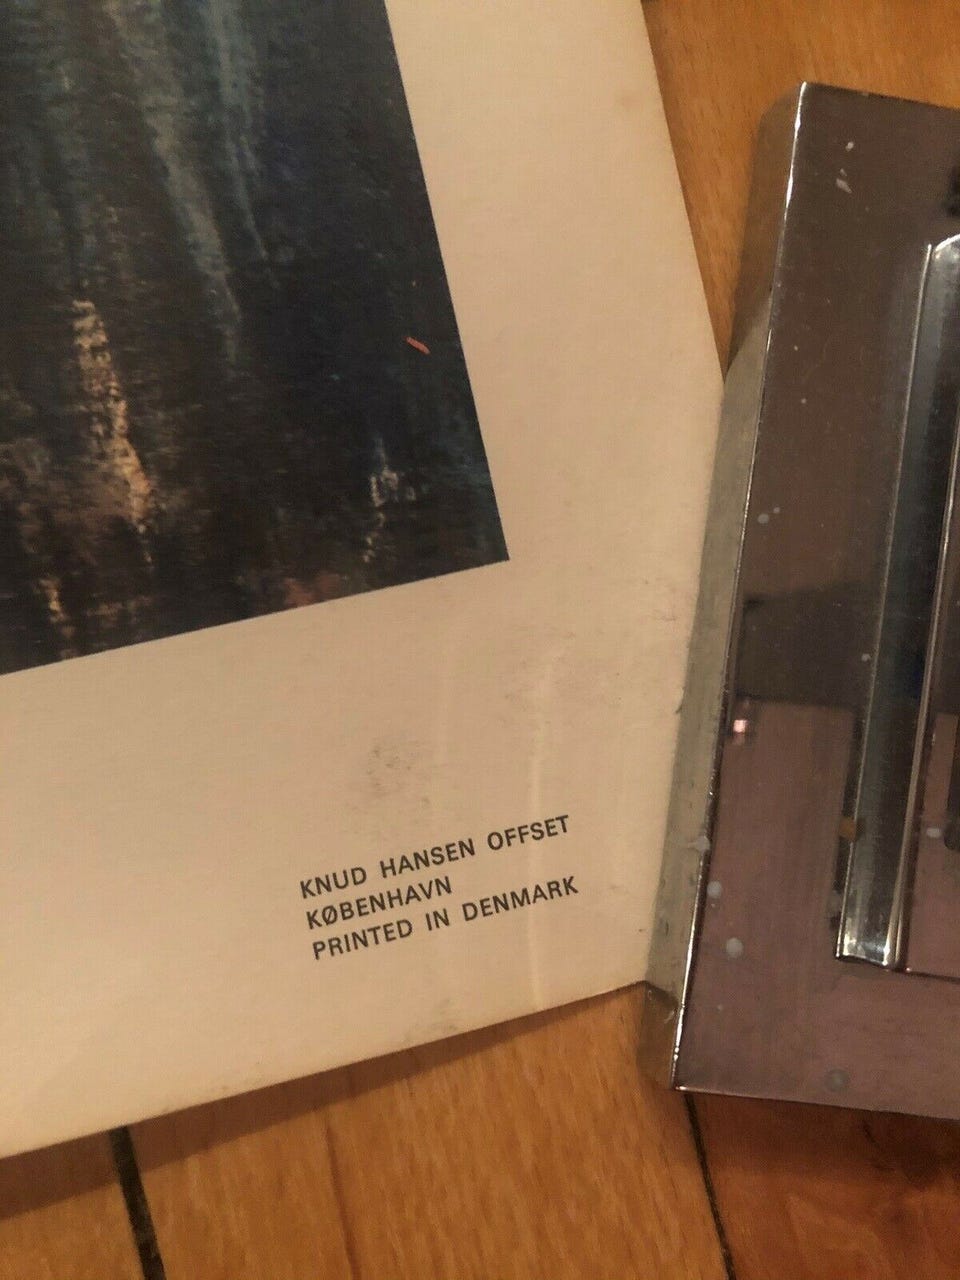 KNUD HANSEN OFFSET
KØBENHAVN
PRINTED IN DENMARK